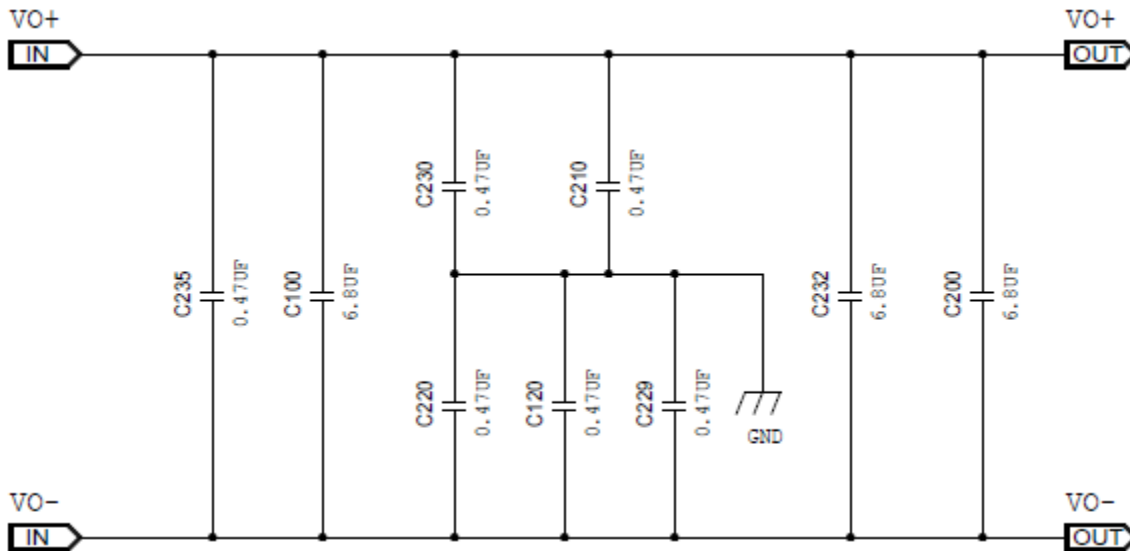 VO+
VO+
IN
OUT
C230
0.47UF
C210
0.47UF
C235
0.47UF
C100
6.8UF
C232
6.8UF
C200
6.8UF
C220
0.47UF
C120
0.47UF
C229
0.47UF
GND
VO-
VO-
IN
OUT